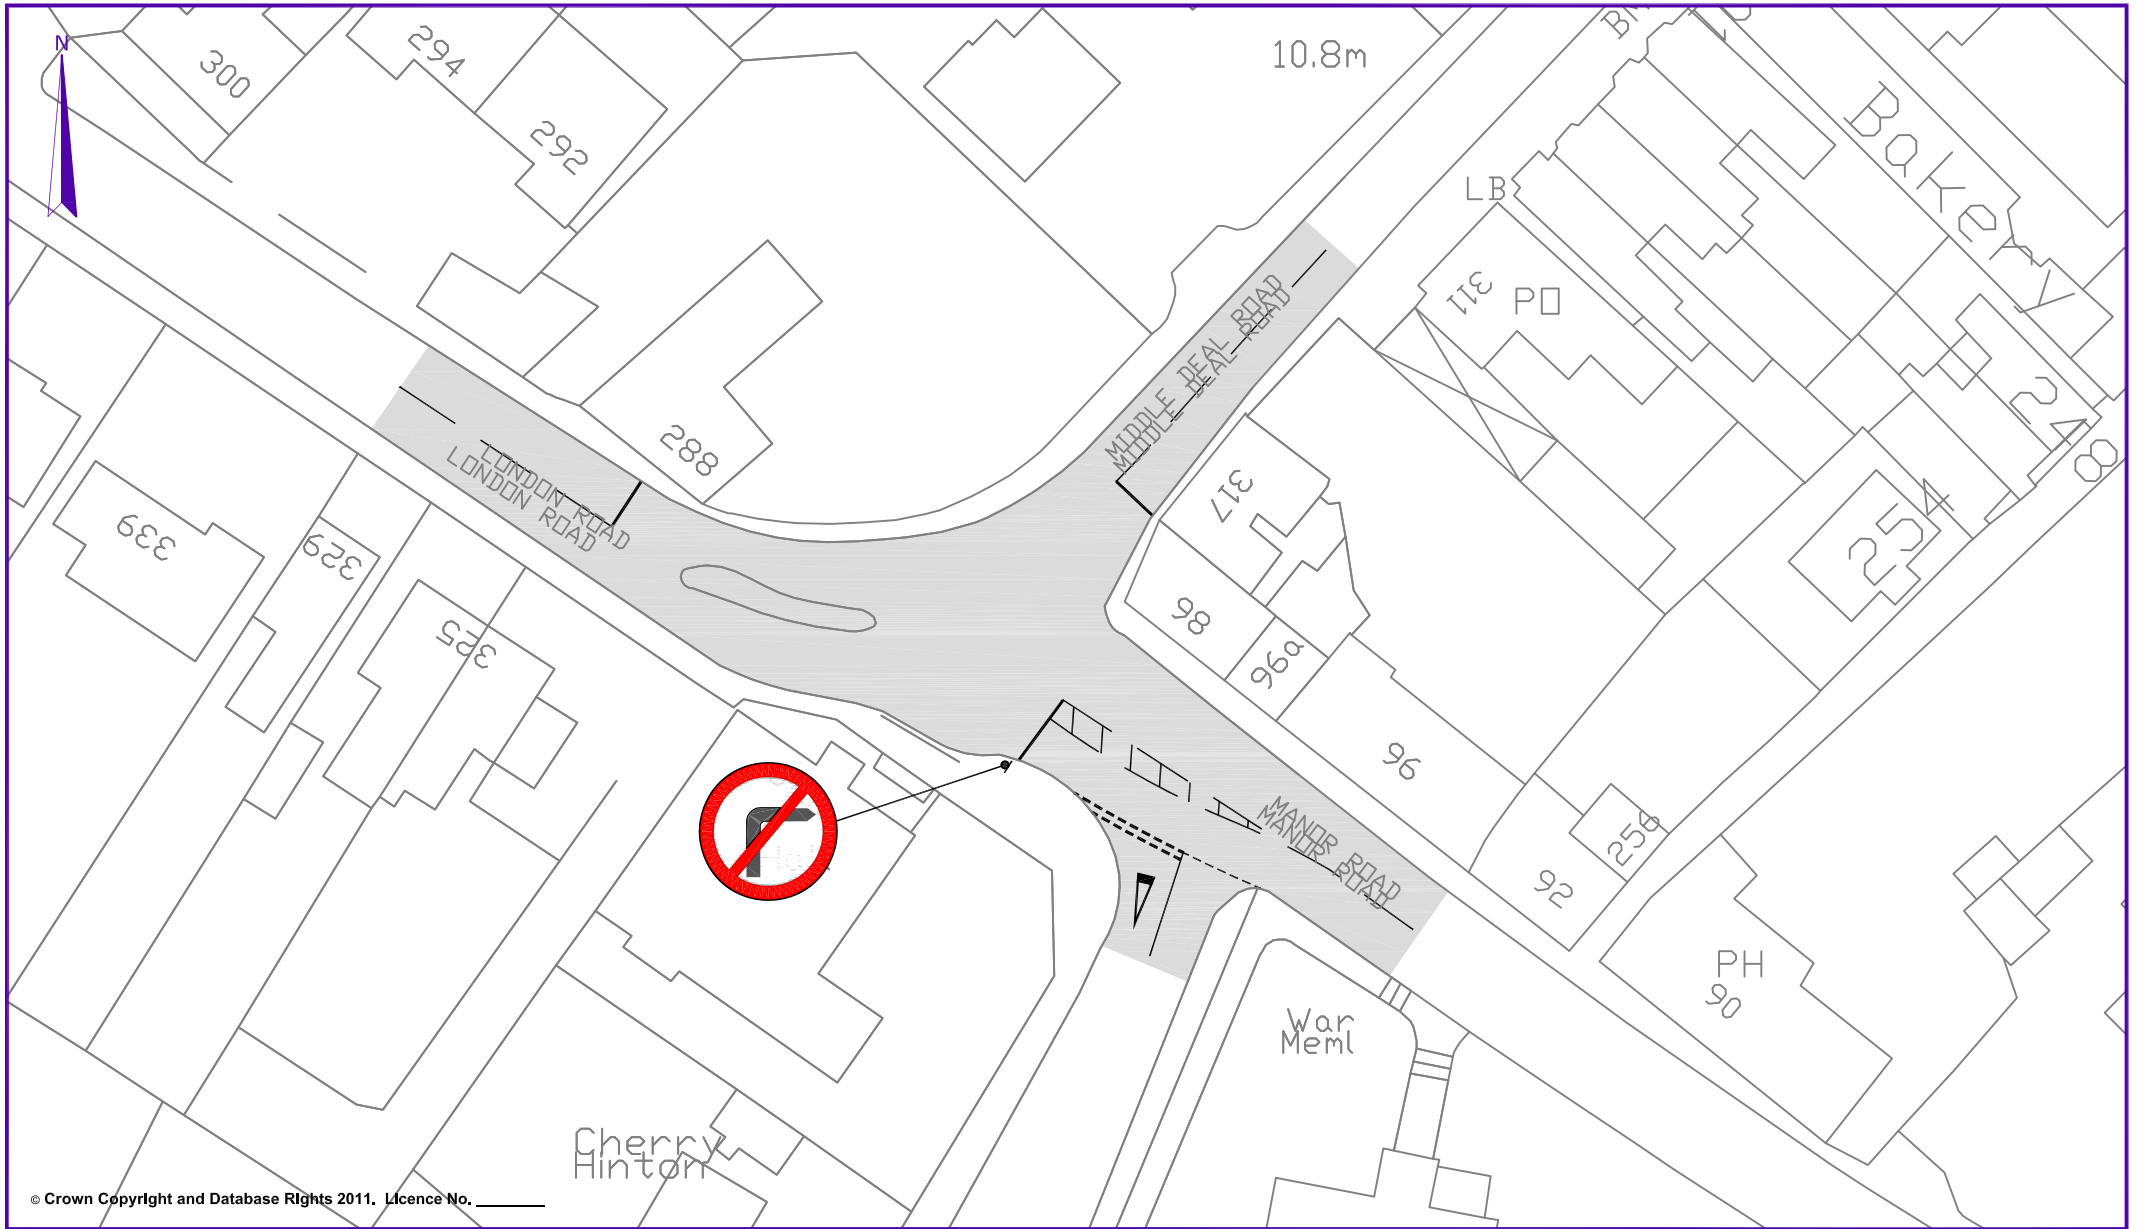 N
300
294
292
10.8m
Bakery
LB
311
PO
MIDDLE DEAL ROAD
MIDDLE DEAL ROAD
288
LONDON ROAD
LONDON ROAD
339
329
325
317
98
96a
96
248
254
256
92
MANOR ROAD
MANOR ROAD
PH
90
War
Meml
Cherry
Hinton
© Crown Copyright and Database Rights 2011. Licence No.